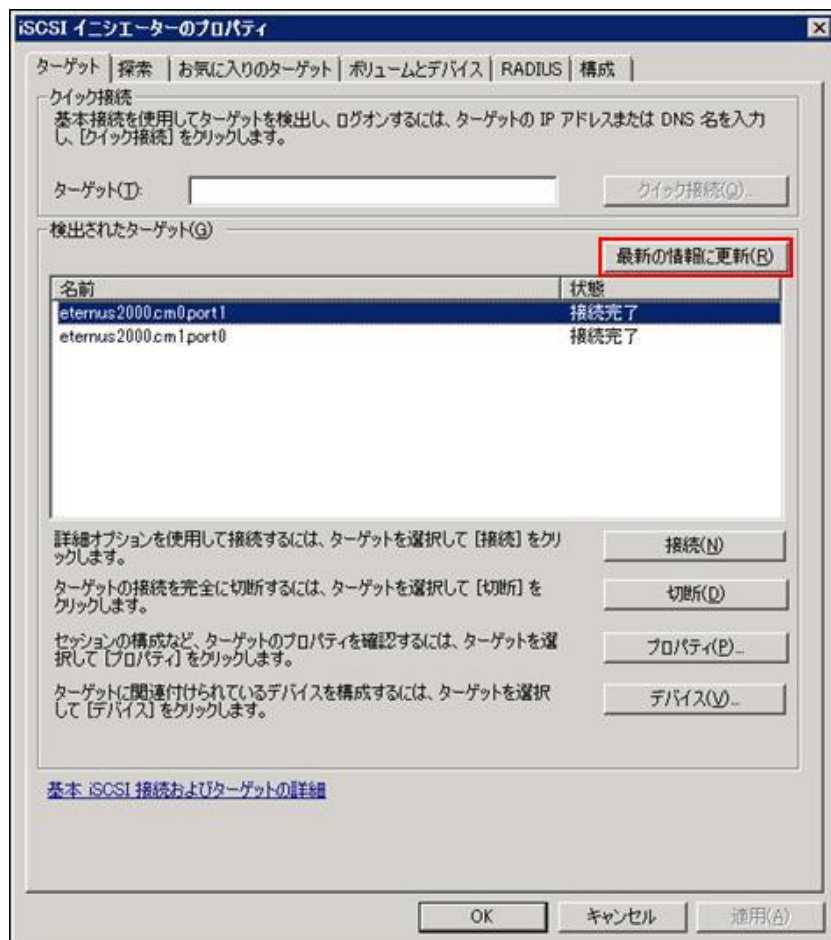 iSCSI イニシエーターのプロパティ
ターゲット 探索 お気に入りのターゲット ボリュームとデバイス RADIUS 構成
クイック接続
基本接続を使用してターゲットを検出し、ログオンするには、ターゲットの IP アドレスまたは DNS 名を入力
し、[クイック接続] をクリックします。
ターゲット(T):
クイック接続(Q)...
検出されたターゲット(G)
最新の情報に更新(R)
名前 状態
eternus2000.cm0port1 接続完了
eternus2000.cm1port0 接続完了
詳細オプションを使用して接続するには、ターゲットを選択して [接続] をクリ
ックします。
接続(N)
ターゲットの接続を完全に切断するには、ターゲットを選択して [切断] を
クリックします。
切断(D)
セッションの構成など、ターゲットのプロパティを確認するには、ターゲットを選
択して [プロパティ] をクリックします。
プロパティ(P)...
ターゲットに関連付けられているデバイスを構成するには、ターゲットを選択
して [デバイス] をクリックします。
デバイス(V)...
基本 iSCSI 接続およびターゲットの詳細
OK キャンセル 適用(A)